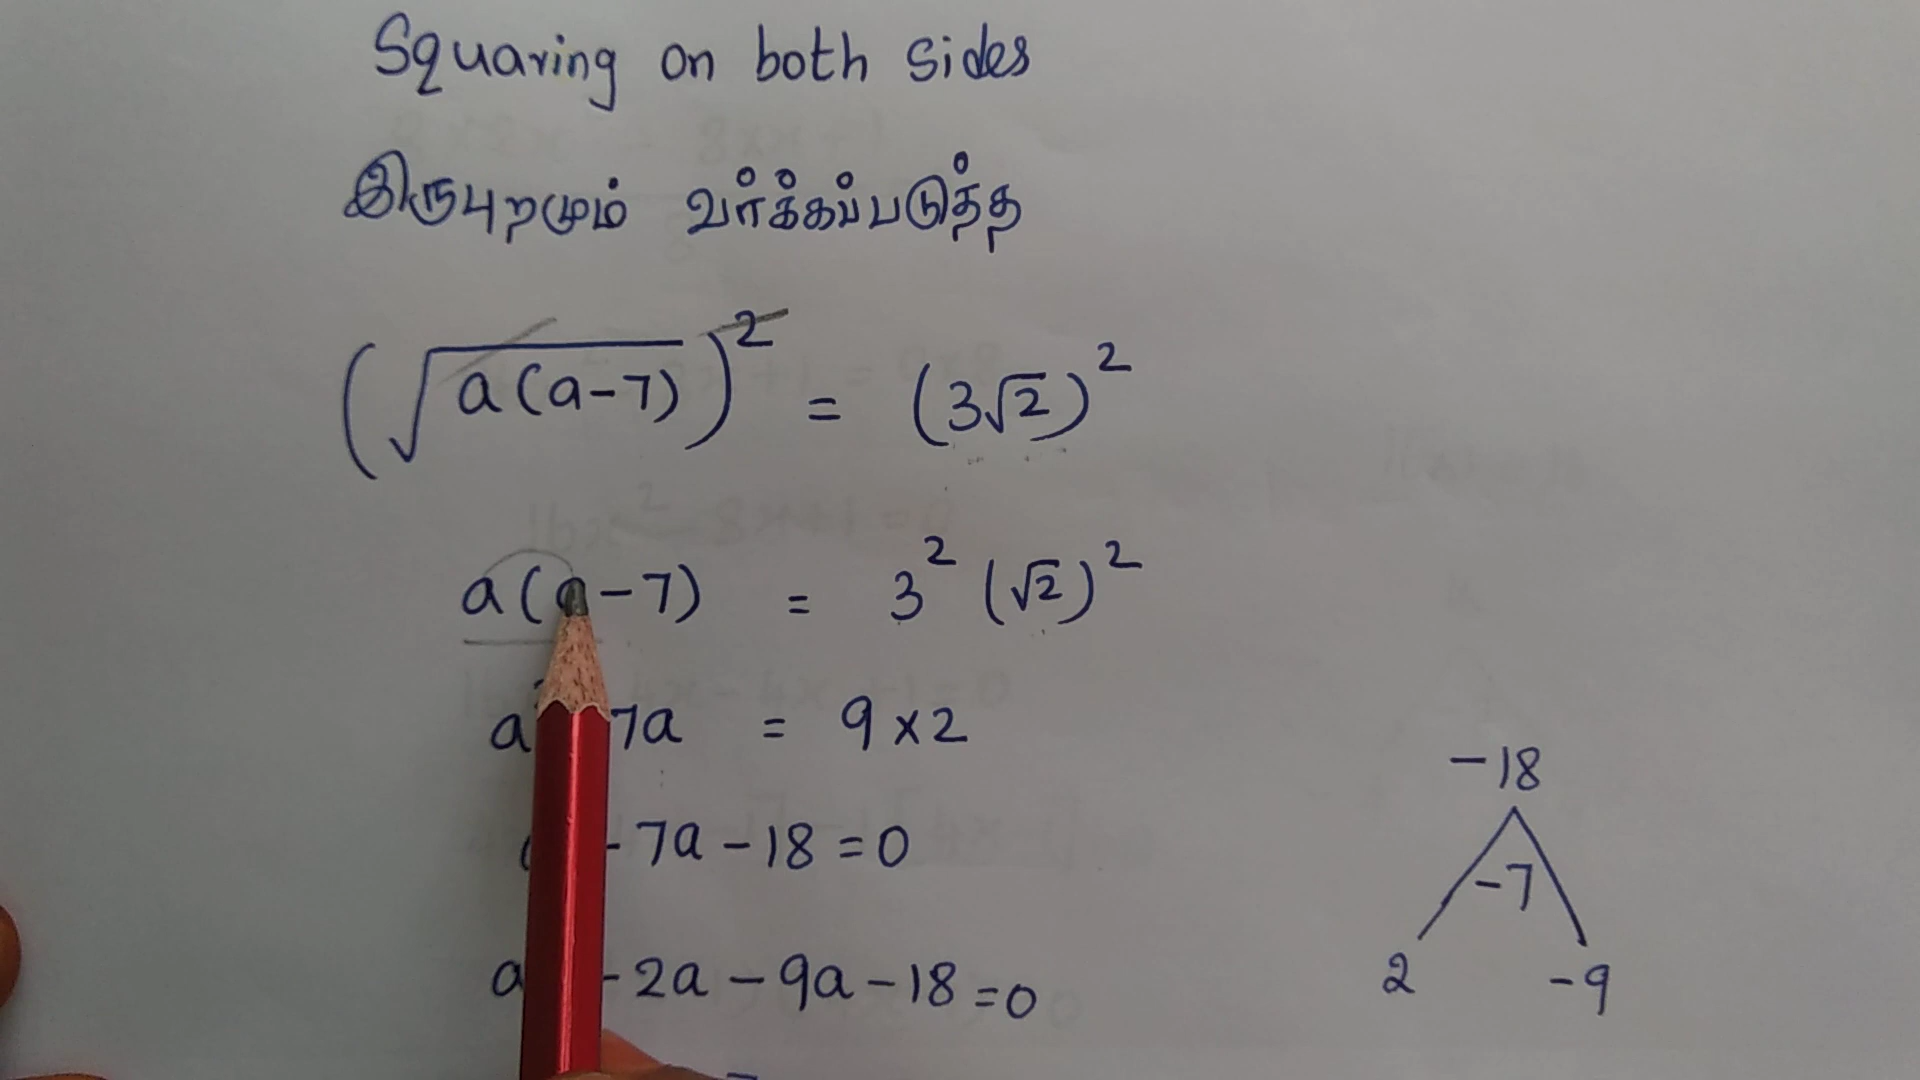 Squaring on both sides
இருபுறமும் வர்க்கப்படுத்த
(√a(a-7))² = (3√2)²
a(a-7) = 3² (√2)²
a 7a = 9×2
- 7a - 18 = 0
a -2a - 9a - 18 = 0
-18
-7
2 -9